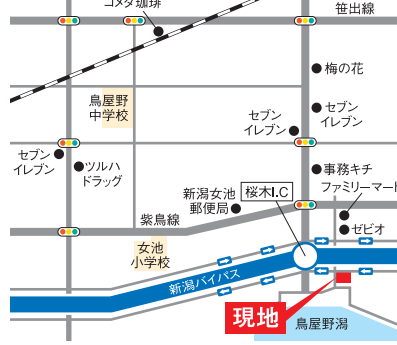 コメダ珈琲
笹出線
梅の花
鳥屋野
中学校
セブン
イレブン
セブン
イレブン
セブン
イレブン
ツルハ
ドラッグ
事務キチ
ファミリーマート
新潟女池
郵便局
桜木I.C
紫鳥線
ゼビオ
女池
小学校
新潟バイパス
現地
鳥屋野潟